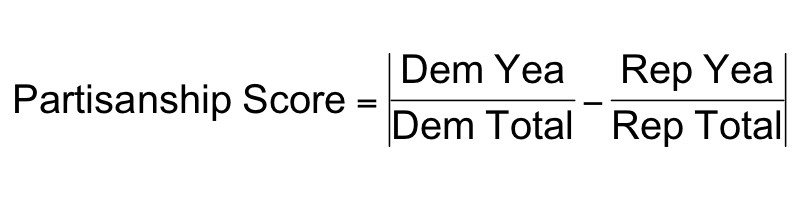 Partisanship Score = | Dem Yea / Dem Total − Rep Yea / Rep Total |